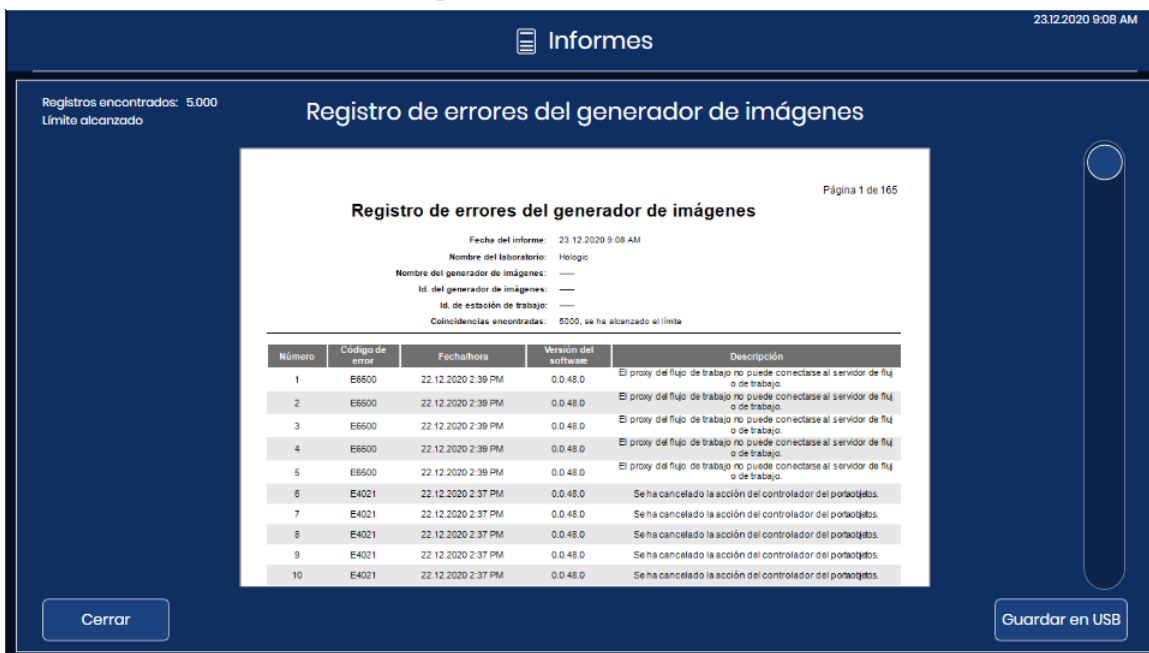 23.12.2020 9:08 AM
Informes
Registros encontrados: 5.000
Límite alcanzado
Registro de errores del generador de imágenes
Página 1 de 165
Registro de errores del generador de imágenes
Fecha del informe: 23.12.2020 9:08 AM
Nombre del laboratorio: Hologic
Nombre del generador de imágenes: -----
Id. del generador de imágenes: -----
Id. de estación de trabajo: -----
Coincidencias encontradas: 5000, se ha alcanzado el límite
Número Código de error Fecha/hora Versión del software Descripción
1 E6500 22.12.2020 2:39 PM 0.0.48.0 El proxy del flujo de trabajo no puede conectarse al servidor de fluj
o de trabajo.
2 E6500 22.12.2020 2:39 PM 0.0.48.0 El proxy del flujo de trabajo no puede conectarse al servidor de fluj
o de trabajo.
3 E6500 22.12.2020 2:39 PM 0.0.48.0 El proxy del flujo de trabajo no puede conectarse al servidor de fluj
o de trabajo.
4 E6500 22.12.2020 2:39 PM 0.0.48.0 El proxy del flujo de trabajo no puede conectarse al servidor de fluj
o de trabajo.
5 E6500 22.12.2020 2:39 PM 0.0.48.0 El proxy del flujo de trabajo no puede conectarse al servidor de fluj
o de trabajo.
6 E4021 22.12.2020 2:37 PM 0.0.48.0 Se ha cancelado la acción del controlador del portaobjetos.
7 E4021 22.12.2020 2:37 PM 0.0.48.0 Se ha cancelado la acción del controlador del portaobjetos.
8 E4021 22.12.2020 2:37 PM 0.0.48.0 Se ha cancelado la acción del controlador del portaobjetos.
9 E4021 22.12.2020 2:37 PM 0.0.48.0 Se ha cancelado la acción del controlador del portaobjetos.
10 E4021 22.12.2020 2:37 PM 0.0.48.0 Se ha cancelado la acción del controlador del portaobjetos.
Cerrar
Guardar en USB